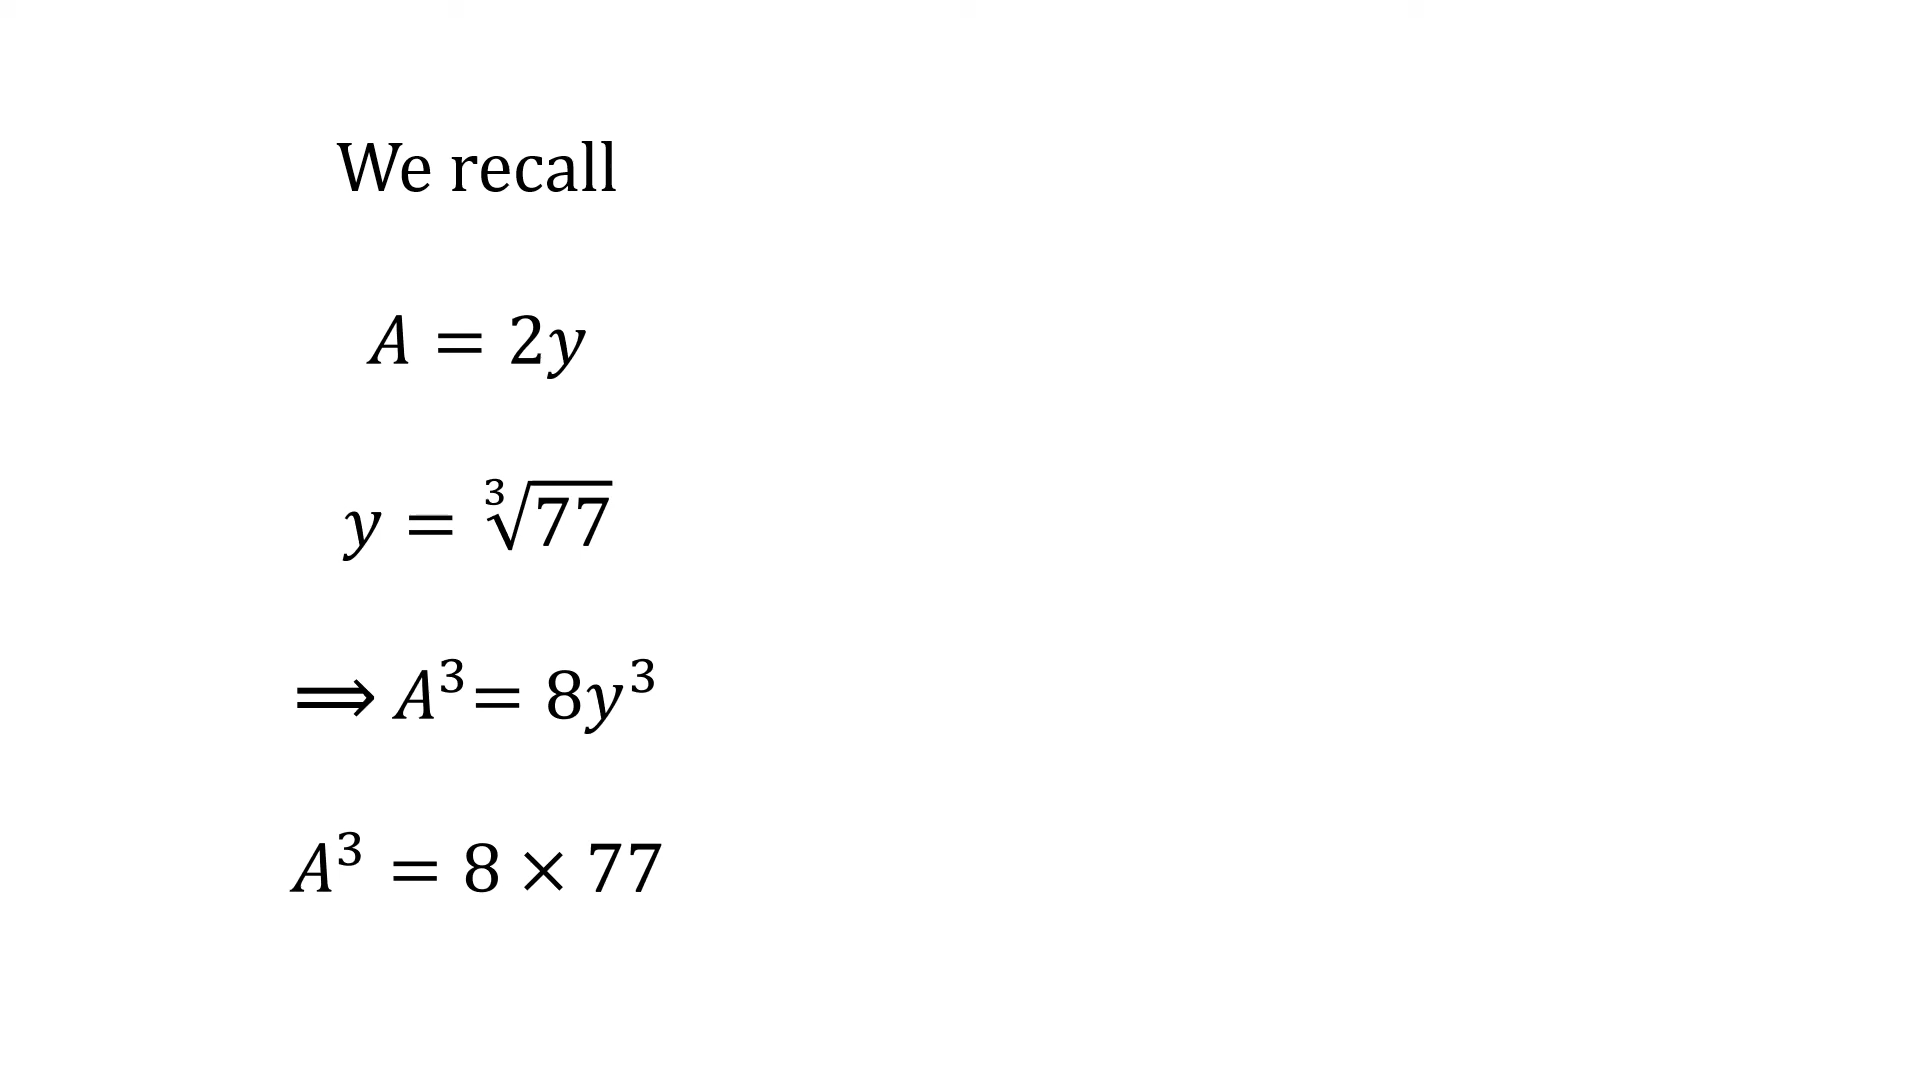 We recall
A = 2y
y = ∛77
⟹ A³= 8y³
A³ = 8 × 77